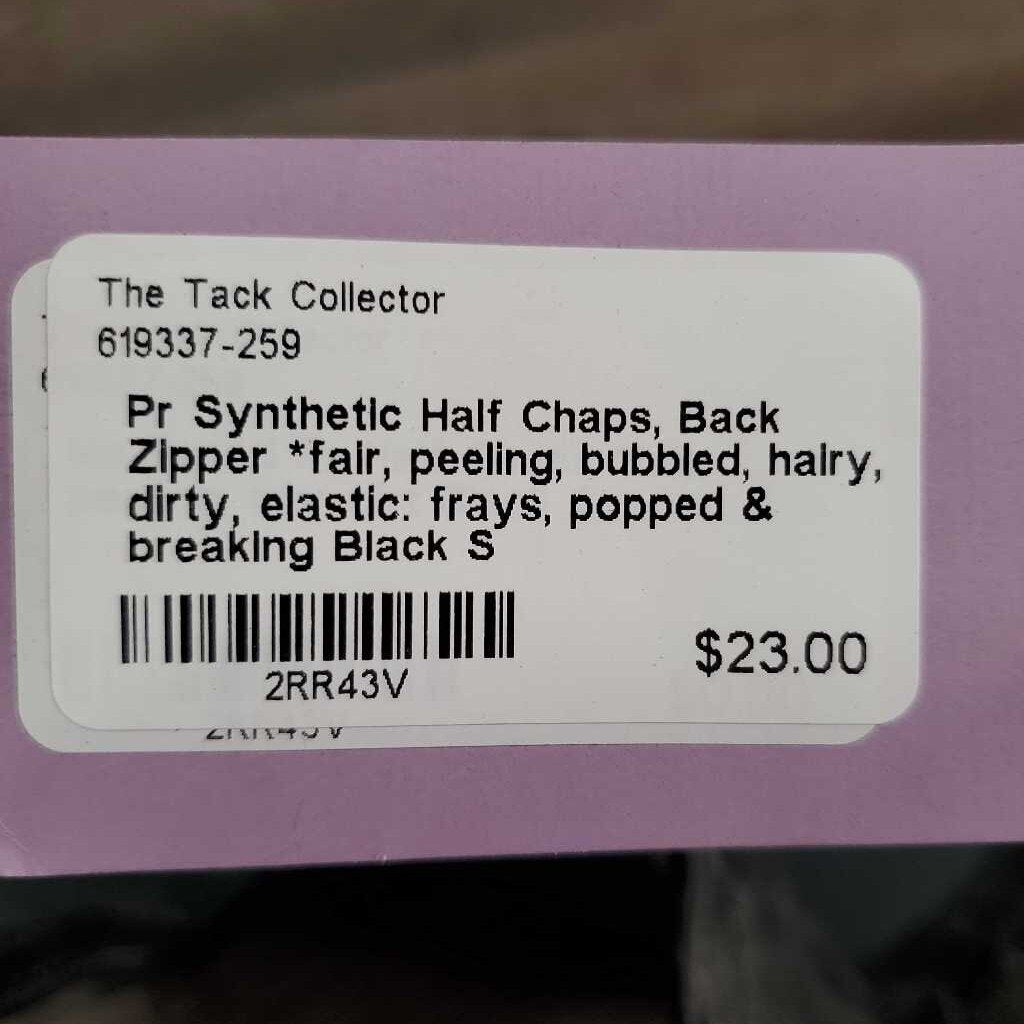 The Tack Collector
619337-259
Pr Synthetic Half Chaps, Back
Zipper *fair, peeling, bubbled, hairy,
dirty, elastic: frays, popped &
breaking Black S
2RR43V
$23.00
2RR43V